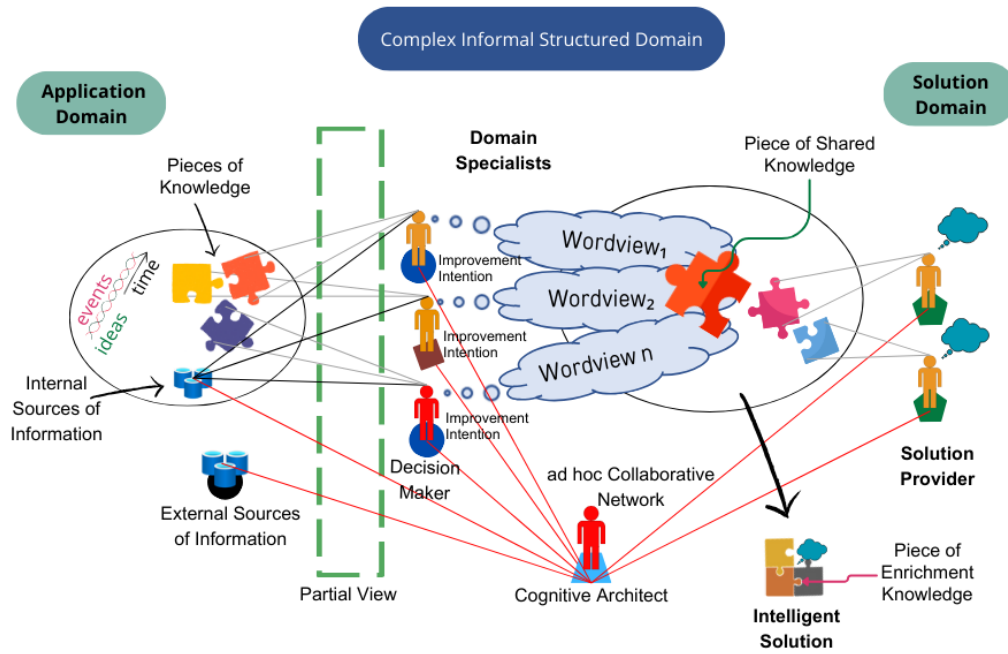 Complex Informal Structured Domain
Application
Domain
Solution
Domain
Pieces of
Knowledge
Domain
Specialists
Piece of Shared
Knowledge
events
ideas
time
Wordview₁
Improvement
Intention
Wordview₂
Improvement
Intention
Wordview n
Improvement
Intention
Internal
Sources of
Information
Decision
Maker
ad hoc Collaborative
Network
Solution
Provider
External Sources
of Information
Partial View
Cognitive Architect
Piece of
Enrichment
Knowledge
Intelligent
Solution